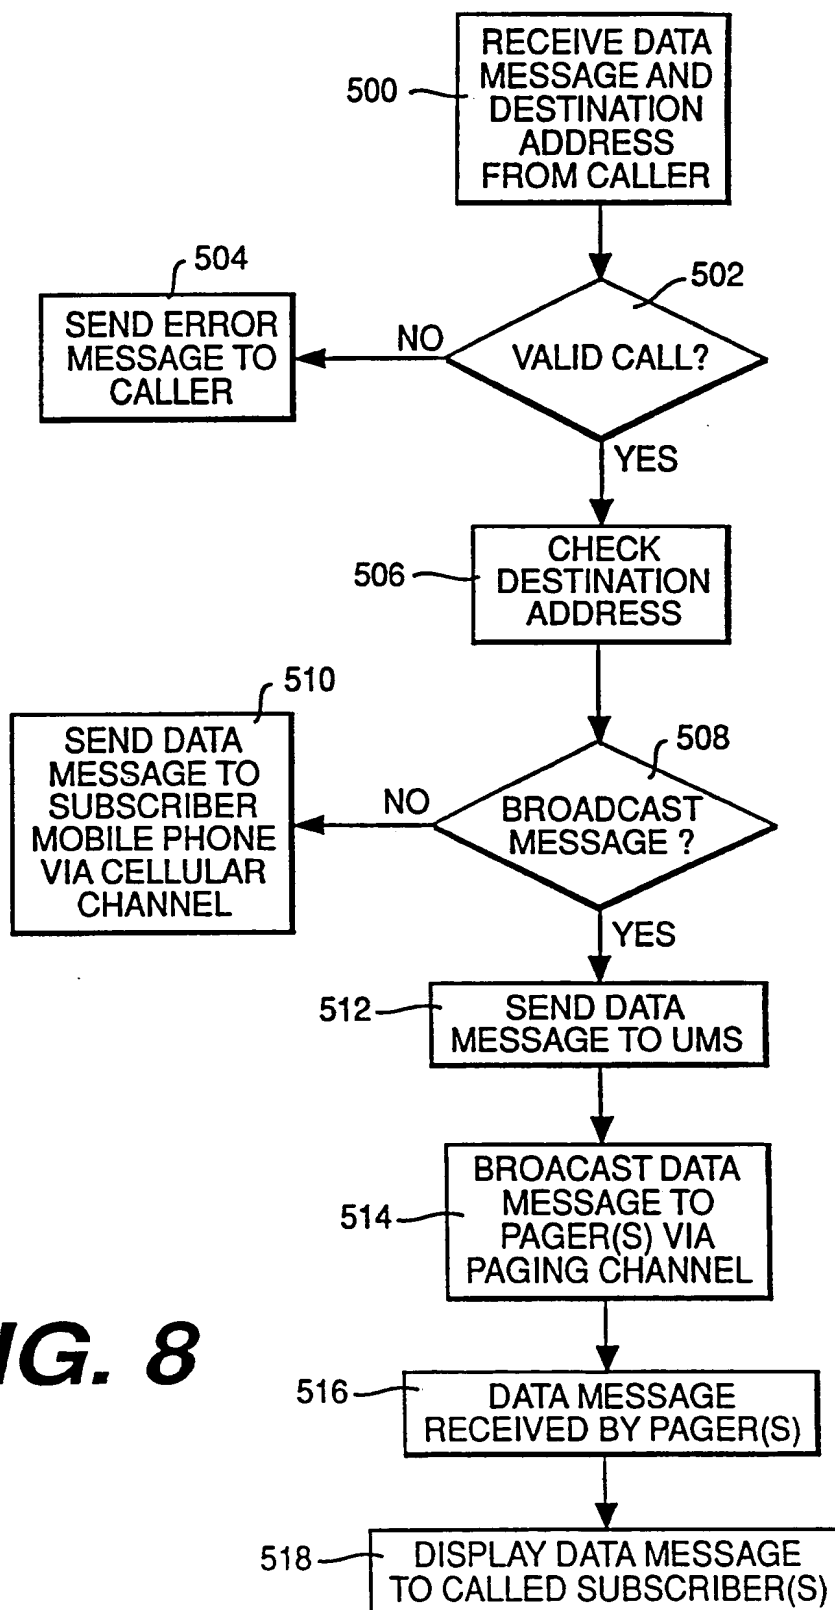 RECEIVE DATA
MESSAGE AND
DESTINATION
ADDRESS
FROM CALLER
500
504
502
SEND ERROR
MESSAGE TO
CALLER
NO
VALID CALL?
YES
CHECK
DESTINATION
ADDRESS
506
510
508
SEND DATA
MESSAGE TO
SUBSCRIBER
MOBILE PHONE
VIA CELLULAR
CHANNEL
NO
BROADCAST
MESSAGE ?
YES
512
SEND DATA
MESSAGE TO UMS
BROACAST DATA
MESSAGE TO
PAGER(S) VIA
PAGING CHANNEL
514
IG. 8
516
DATA MESSAGE
RECEIVED BY PAGER(S)
518
DISPLAY DATA MESSAGE
TO CALLED SUBSCRIBER(S)